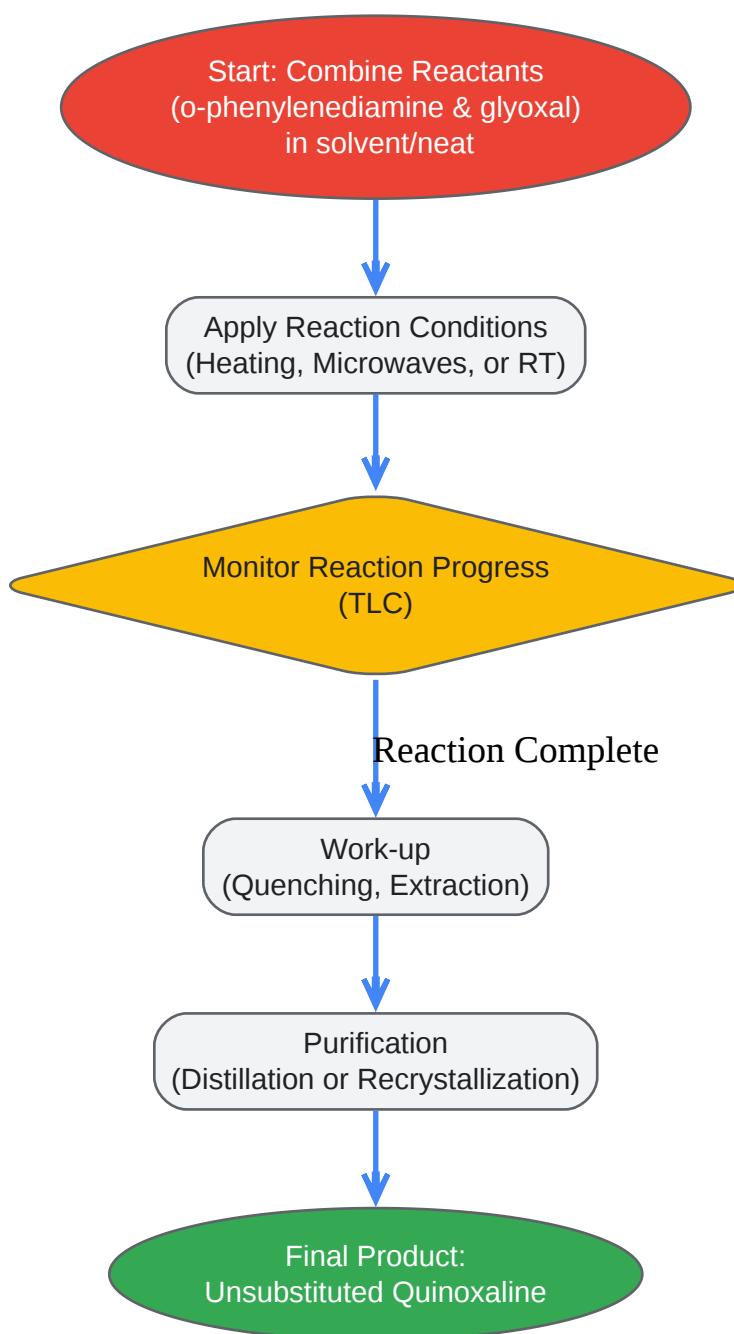 Start: Combine Reactants
(o-phenylenediamine & glyoxal)
in solvent/neat
Apply Reaction Conditions
(Heating, Microwaves, or RT)
Monitor Reaction Progress
(TLC)
Reaction Complete
Work-up
(Quenching, Extraction)
Purification
(Distillation or Recrystallization)
Final Product:
Unsubstituted Quinoxaline